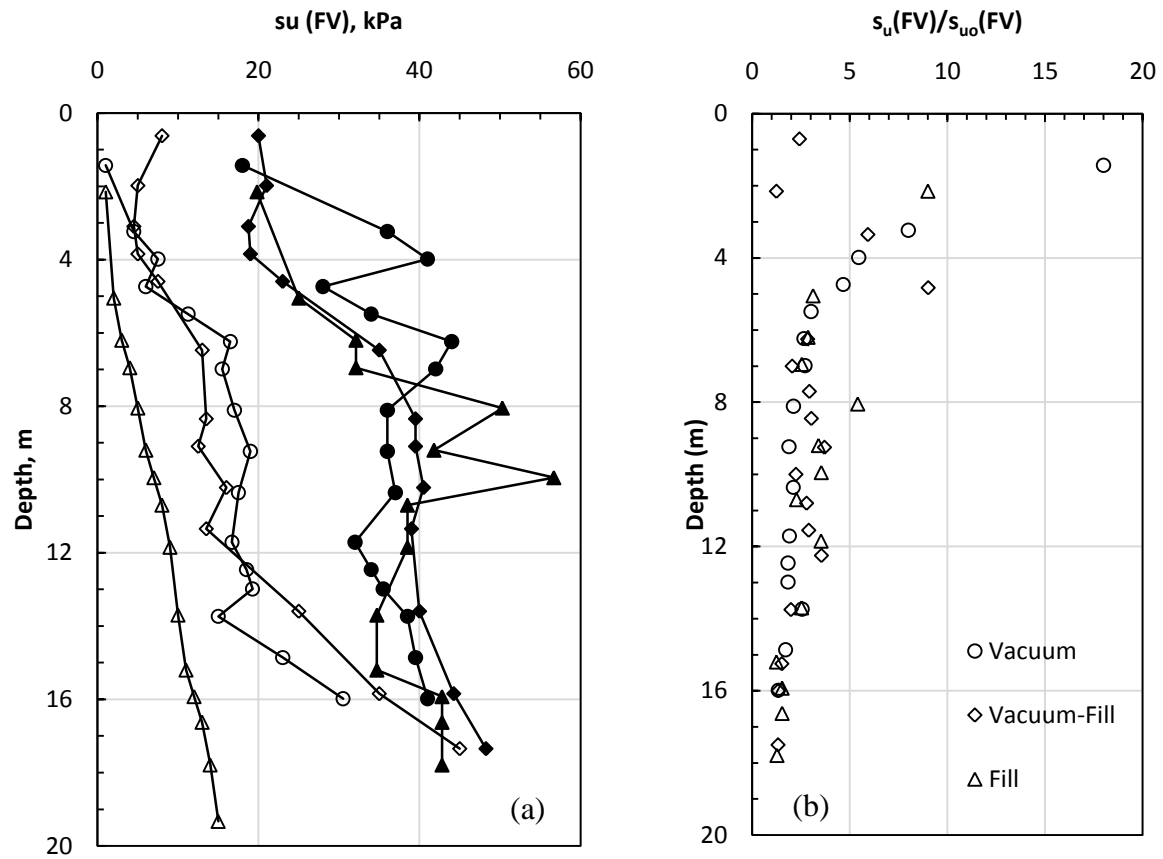 su (FV), kPa
0 20 40 60
0
4
8
12
16
20
Depth, m
(a)
su(FV)/suo(FV)
0 5 10 15 20
0
4
8
12
16
20
Depth (m)
Vacuum
Vacuum-Fill
Fill
(b)